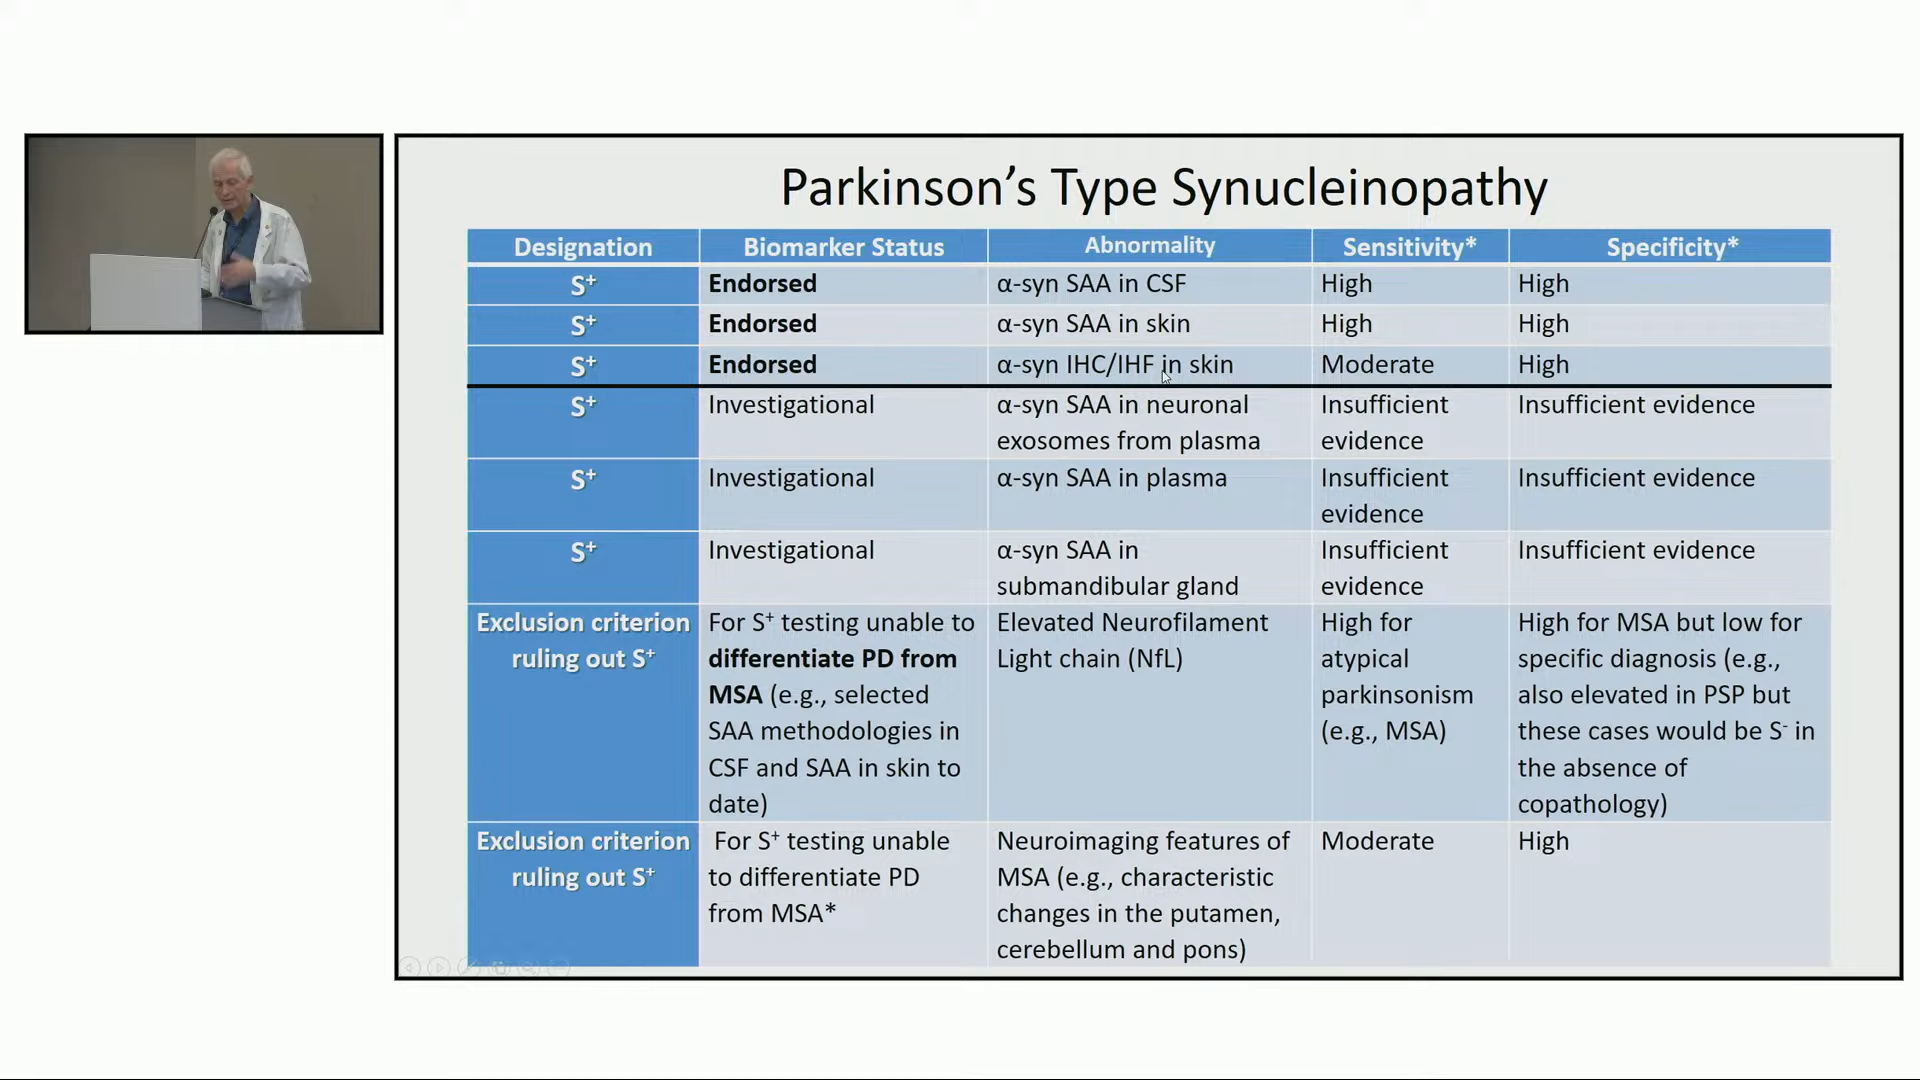 Parkinson's Type Synucleinopathy
Designation Biomarker Status Abnormality Sensitivity* Specificity*
S⁺ Endorsed α-syn SAA in CSF High High
S⁺ Endorsed α-syn SAA in skin High High
S⁺ Endorsed α-syn IHC/IHF in skin Moderate High
S⁺ Investigational α-syn SAA in neuronal Insufficient Insufficient evidence
exosomes from plasma evidence
S⁺ Investigational α-syn SAA in plasma Insufficient Insufficient evidence
evidence
S⁺ Investigational α-syn SAA in Insufficient Insufficient evidence
submandibular gland evidence
Exclusion criterion For S⁺ testing unable to Elevated Neurofilament High for High for MSA but low for
ruling out S⁺ differentiate PD from Light chain (NfL) atypical specific diagnosis (e.g.,
MSA (e.g., selected parkinsonism also elevated in PSP but
SAA methodologies in (e.g., MSA) these cases would be S⁻ in
CSF and SAA in skin to the absence of
date) copathology)
Exclusion criterion For S⁺ testing unable Neuroimaging features of Moderate High
ruling out S⁺ to differentiate PD MSA (e.g., characteristic
from MSA* changes in the putamen,
cerebellum and pons)